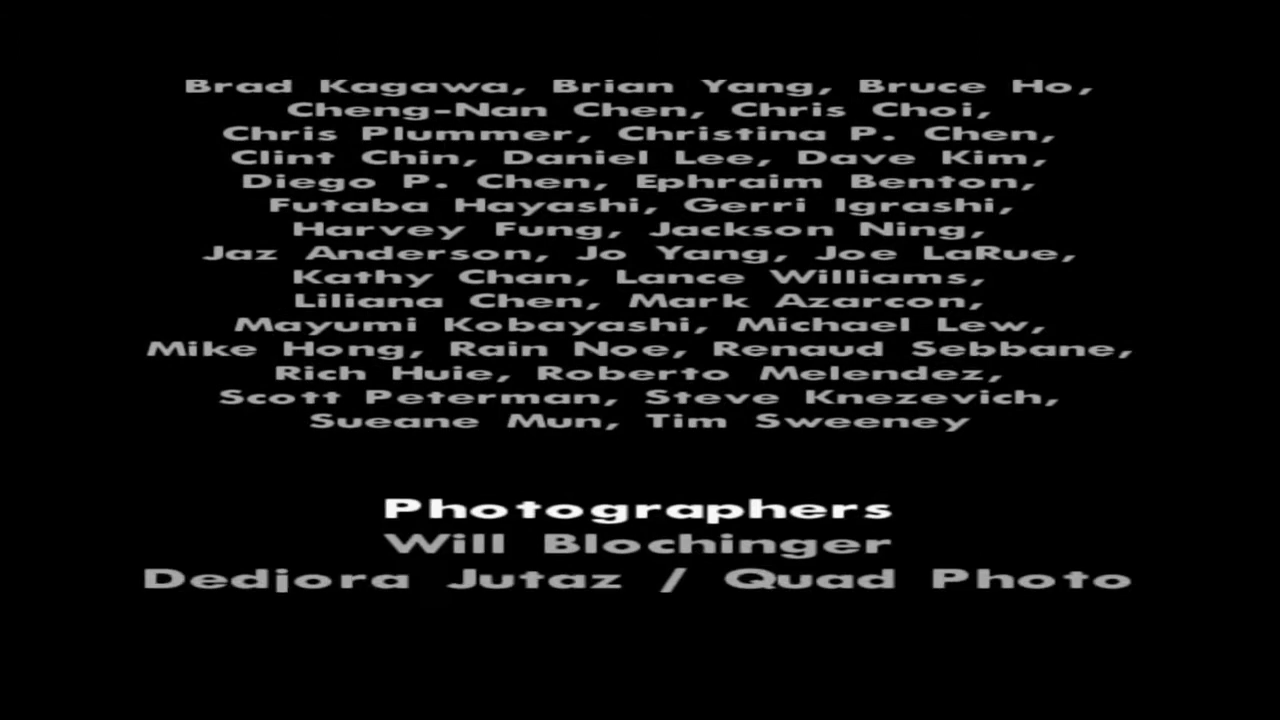 Brad Kagawa, Brian Yang, Bruce Ho,
Cheng-Nan Chen, Chris Choi,
Chris Plummer, Christina P. Chen,
Clint Chin, Daniel Lee, Dave Kim,
Diego P. Chen, Ephraim Benton,
Futaba Hayashi, Gerri Igrashi,
Harvey Fung, Jackson Ning,
Jaz Anderson, Jo Yang, Joe LaRue,
Kathy Chan, Lance Williams,
Liliana Chen, Mark Azarcon,
Mayumi Kobayashi, Michael Lew,
Mike Hong, Rain Noe, Renaud Sebbane,
Rich Huie, Roberto Melendez,
Scott Peterman, Steve Knezevich,
Sueane Mun, Tim Sweeney
Photographers
Will Blochinger
Dedjora Jutaz / Quad Photo